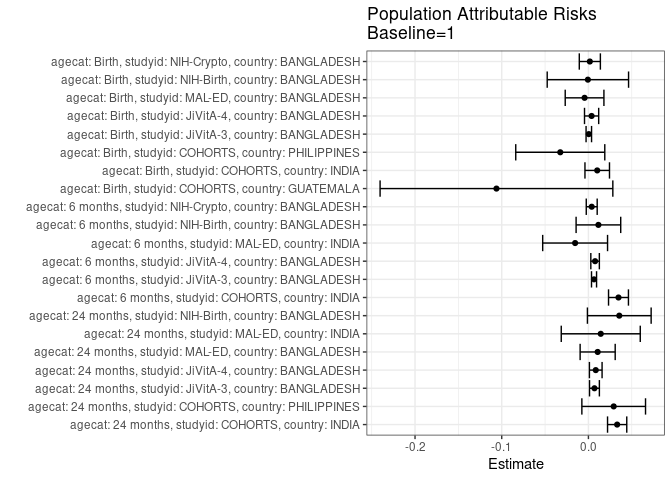 Population Attributable Risks
Baseline=1
agecat: Birth, studyid: NIH-Crypto, country: BANGLADESH
agecat: Birth, studyid: NIH-Birth, country: BANGLADESH
agecat: Birth, studyid: MAL-ED, country: BANGLADESH
agecat: Birth, studyid: JiVitA-4, country: BANGLADESH
agecat: Birth, studyid: JiVitA-3, country: BANGLADESH
agecat: Birth, studyid: COHORTS, country: PHILIPPINES
agecat: Birth, studyid: COHORTS, country: INDIA
agecat: Birth, studyid: COHORTS, country: GUATEMALA
agecat: 6 months, studyid: NIH-Crypto, country: BANGLADESH
agecat: 6 months, studyid: NIH-Birth, country: BANGLADESH
agecat: 6 months, studyid: MAL-ED, country: INDIA
agecat: 6 months, studyid: JiVitA-4, country: BANGLADESH
agecat: 6 months, studyid: JiVitA-3, country: BANGLADESH
agecat: 6 months, studyid: COHORTS, country: INDIA
agecat: 24 months, studyid: NIH-Birth, country: BANGLADESH
agecat: 24 months, studyid: MAL-ED, country: INDIA
agecat: 24 months, studyid: MAL-ED, country: BANGLADESH
agecat: 24 months, studyid: JiVitA-4, country: BANGLADESH
agecat: 24 months, studyid: JiVitA-3, country: BANGLADESH
agecat: 24 months, studyid: COHORTS, country: PHILIPPINES
agecat: 24 months, studyid: COHORTS, country: INDIA
-0.2 -0.1 0.0
Estimate